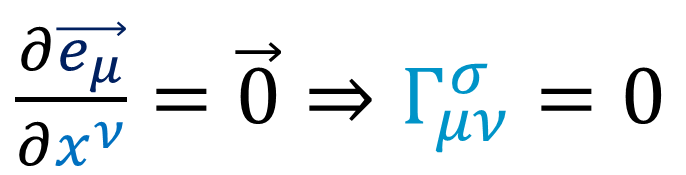 ∂e⃗_μ/∂x^ν = 0⃗ ⇒ Γ^σ_μν = 0